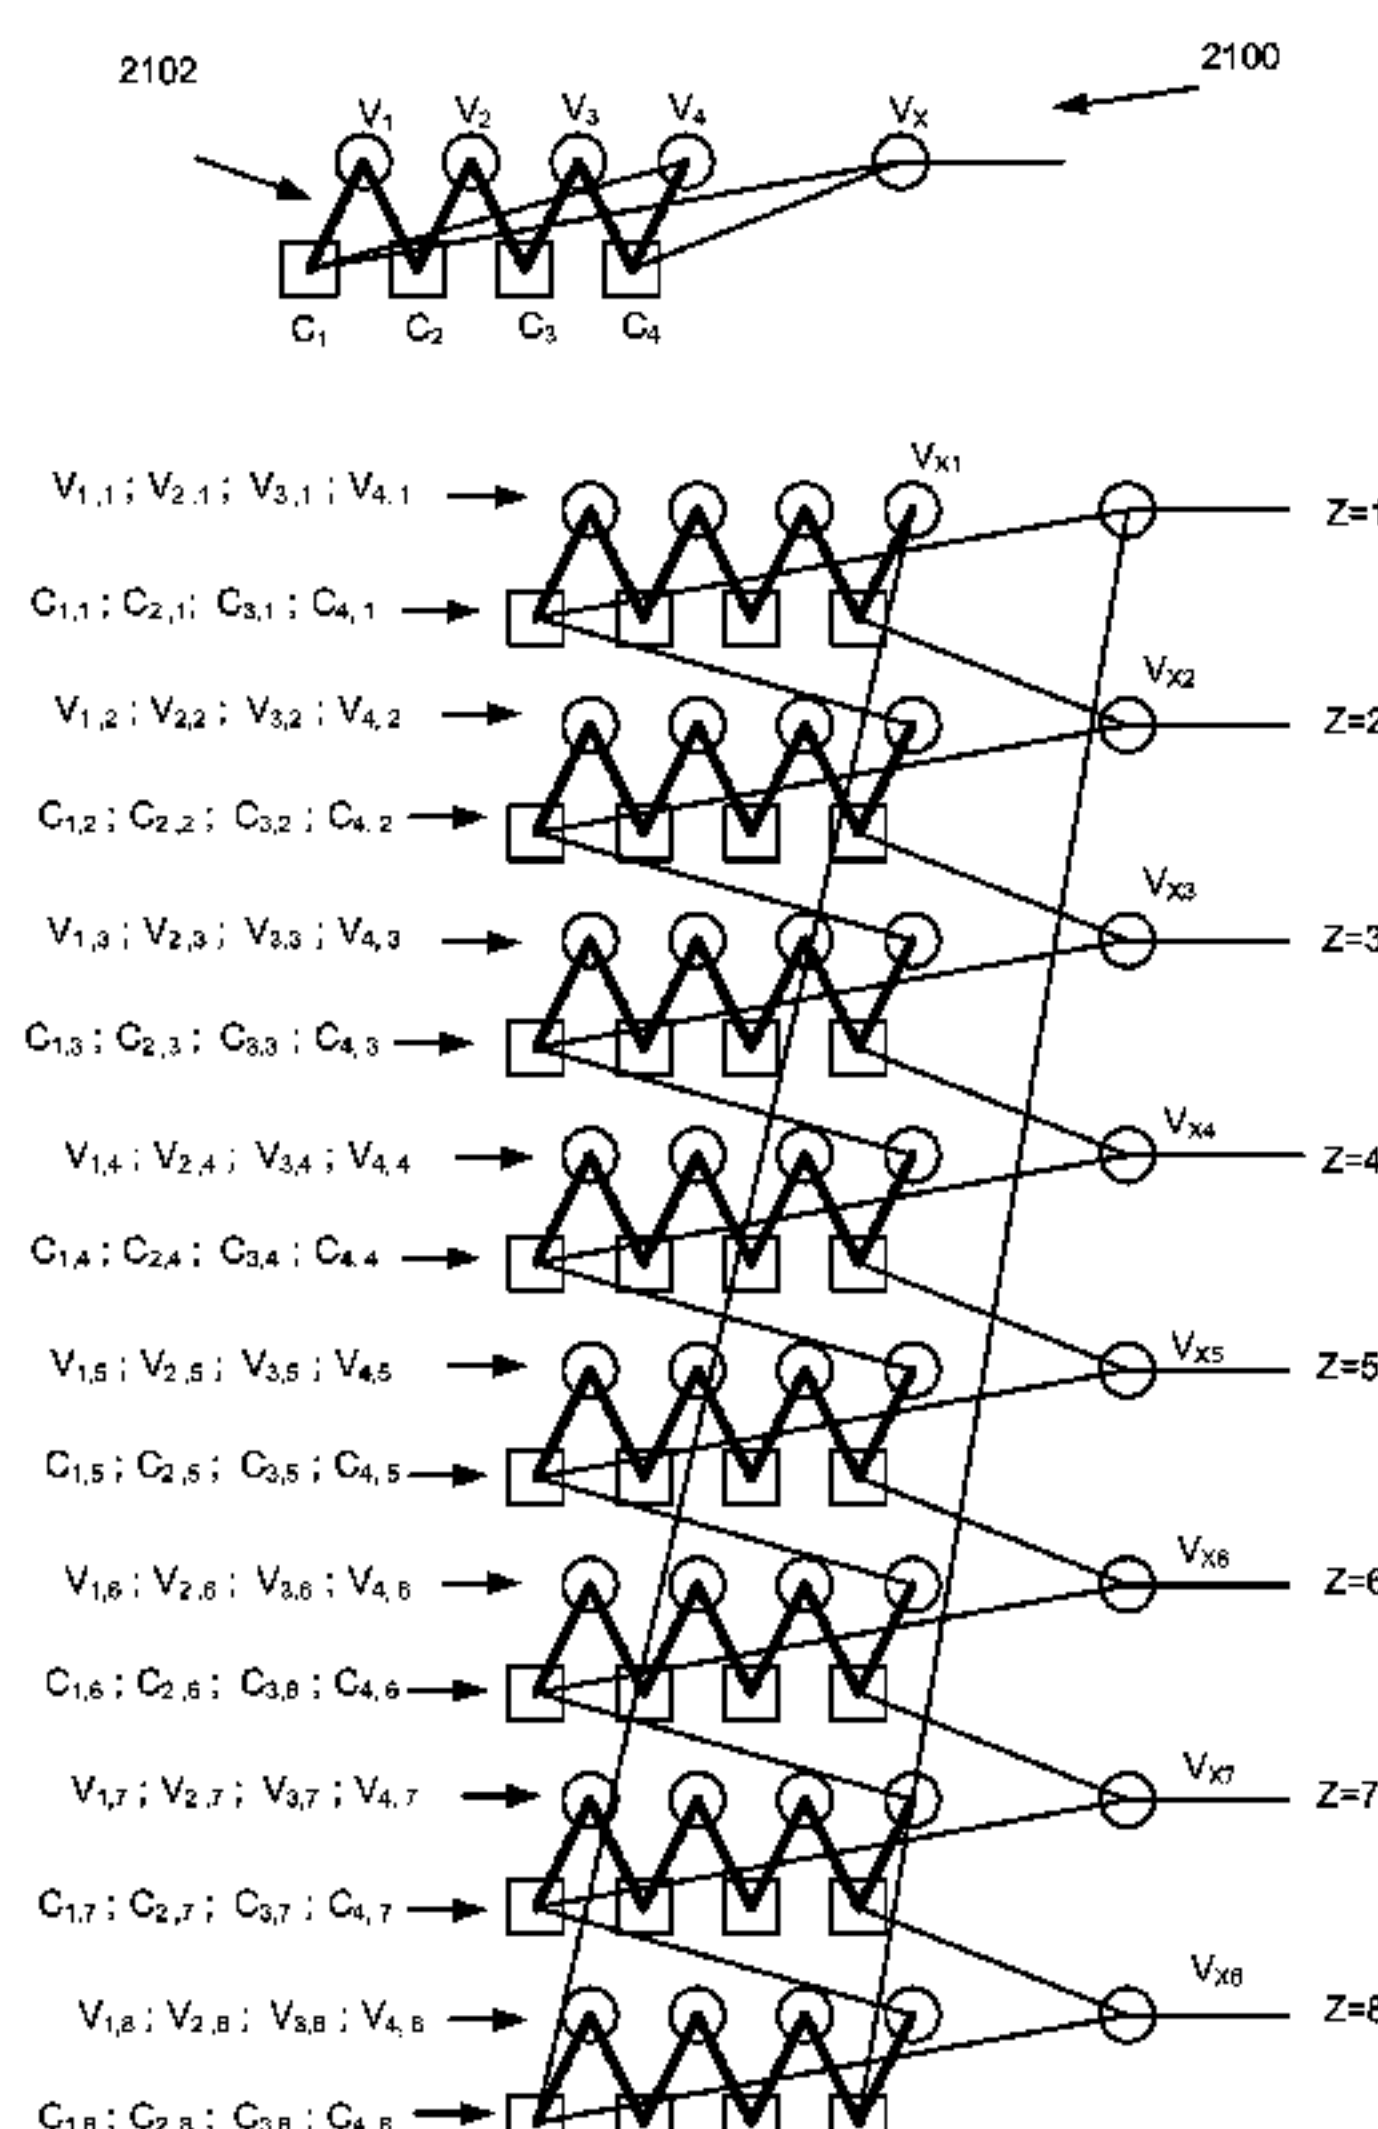 2102
2100
V1 V2 V3 V4 VX
C1 C2 C3 C4
VX1
V1,1 ; V2.1 ; V3,1 ; V4.1
Z=1
C1,1 ; C2,1; C3,1 ; C4,1
VX2
V1,2 ; V2,2 ; V3,2 ; V4,2
Z=2
C1,2 ; C2,2 ; C3,2 ; C4.2
VX3
V1,3 ; V2,3 ; V3.3 ; V4,3
Z=3
C1,3 ; C2,3 ; C3,3 ; C4,3
VX4
V1,4 ; V2,4 ; V3,4 ; V4,4
Z=4
C1,4 ; C2,4 ; C3,4 ; C4.4
VX5
V1,5 ; V2,5 ; V3,5 ; V4,5
Z=5
C1,5 ; C2,5 ; C3,5 ; C4,5
VX6
V1,6 ; V2,6 ; V3,6 ; V4,6
Z=6
C1,6 ; C2,6 ; C3,6 ; C4,6
VX7
V1,7 ; V2,7 ; V3,7 ; V4,7
Z=7
C1,7 ; C2,7 ; C3,7 ; C4,7
VX8
V1,8 ; V2,8 ; V3,8 ; V4,8
Z=8
C1,8 ; C2,8 ; C3,8 ; C4,8